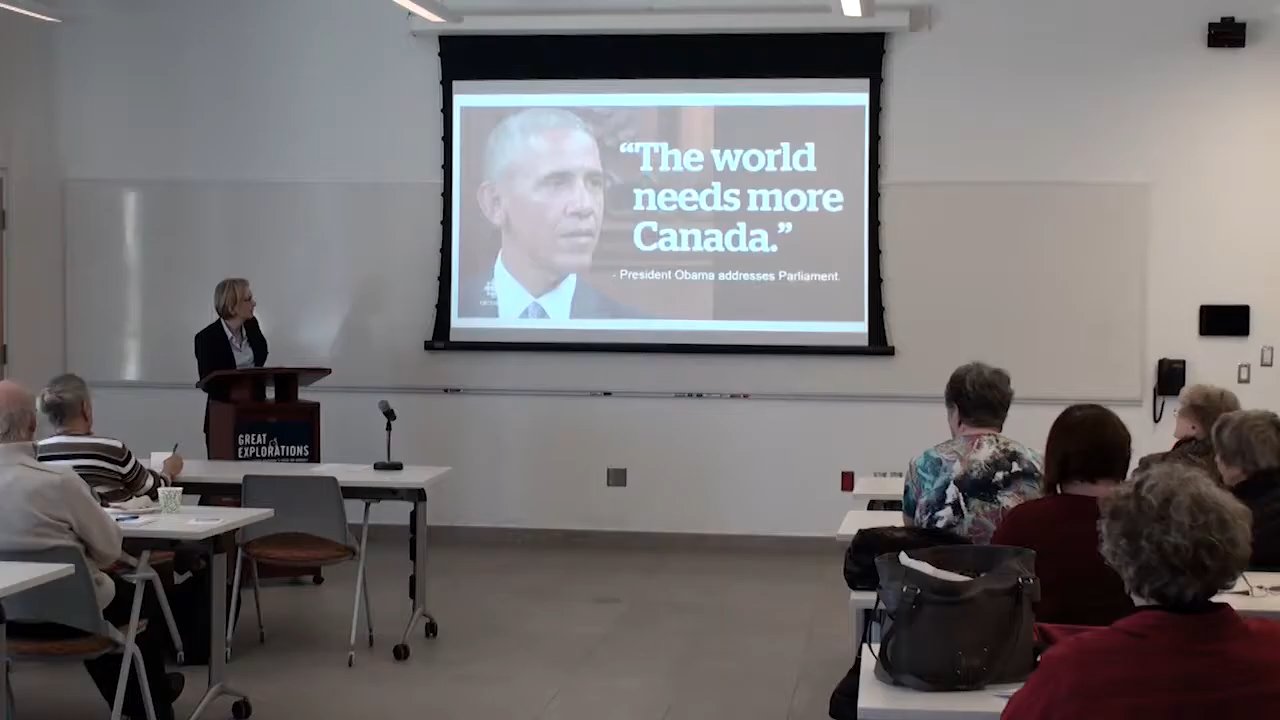 “The world
needs more
Canada.”
- President Obama addresses Parliament.
GREAT
EXPLORATIONS